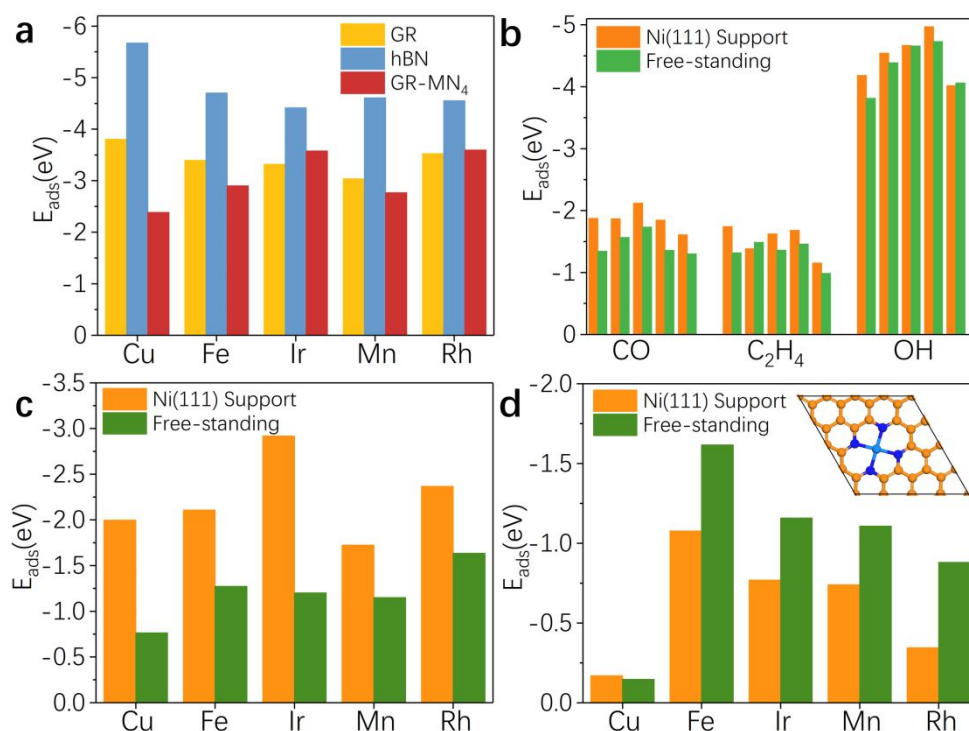 a
E_ads(eV)
-6
-5
-4
-3
-2
-1
0
GR
hBN
GR-MN₄
Cu Fe Ir Mn Rh
b
E_ads(eV)
-5
-4
-3
-2
-1
0
Ni(111) Support
Free-standing
CO C₂H₄ OH
c
E_ads(eV)
-3.5
-3.0
-2.5
-2.0
-1.5
-1.0
-0.5
0.0
Ni(111) Support
Free-standing
Cu Fe Ir Mn Rh
d
E_ads(eV)
-2.0
-1.5
-1.0
-0.5
-0.0
Ni(111) Support
Free-standing
Cu Fe Ir Mn Rh